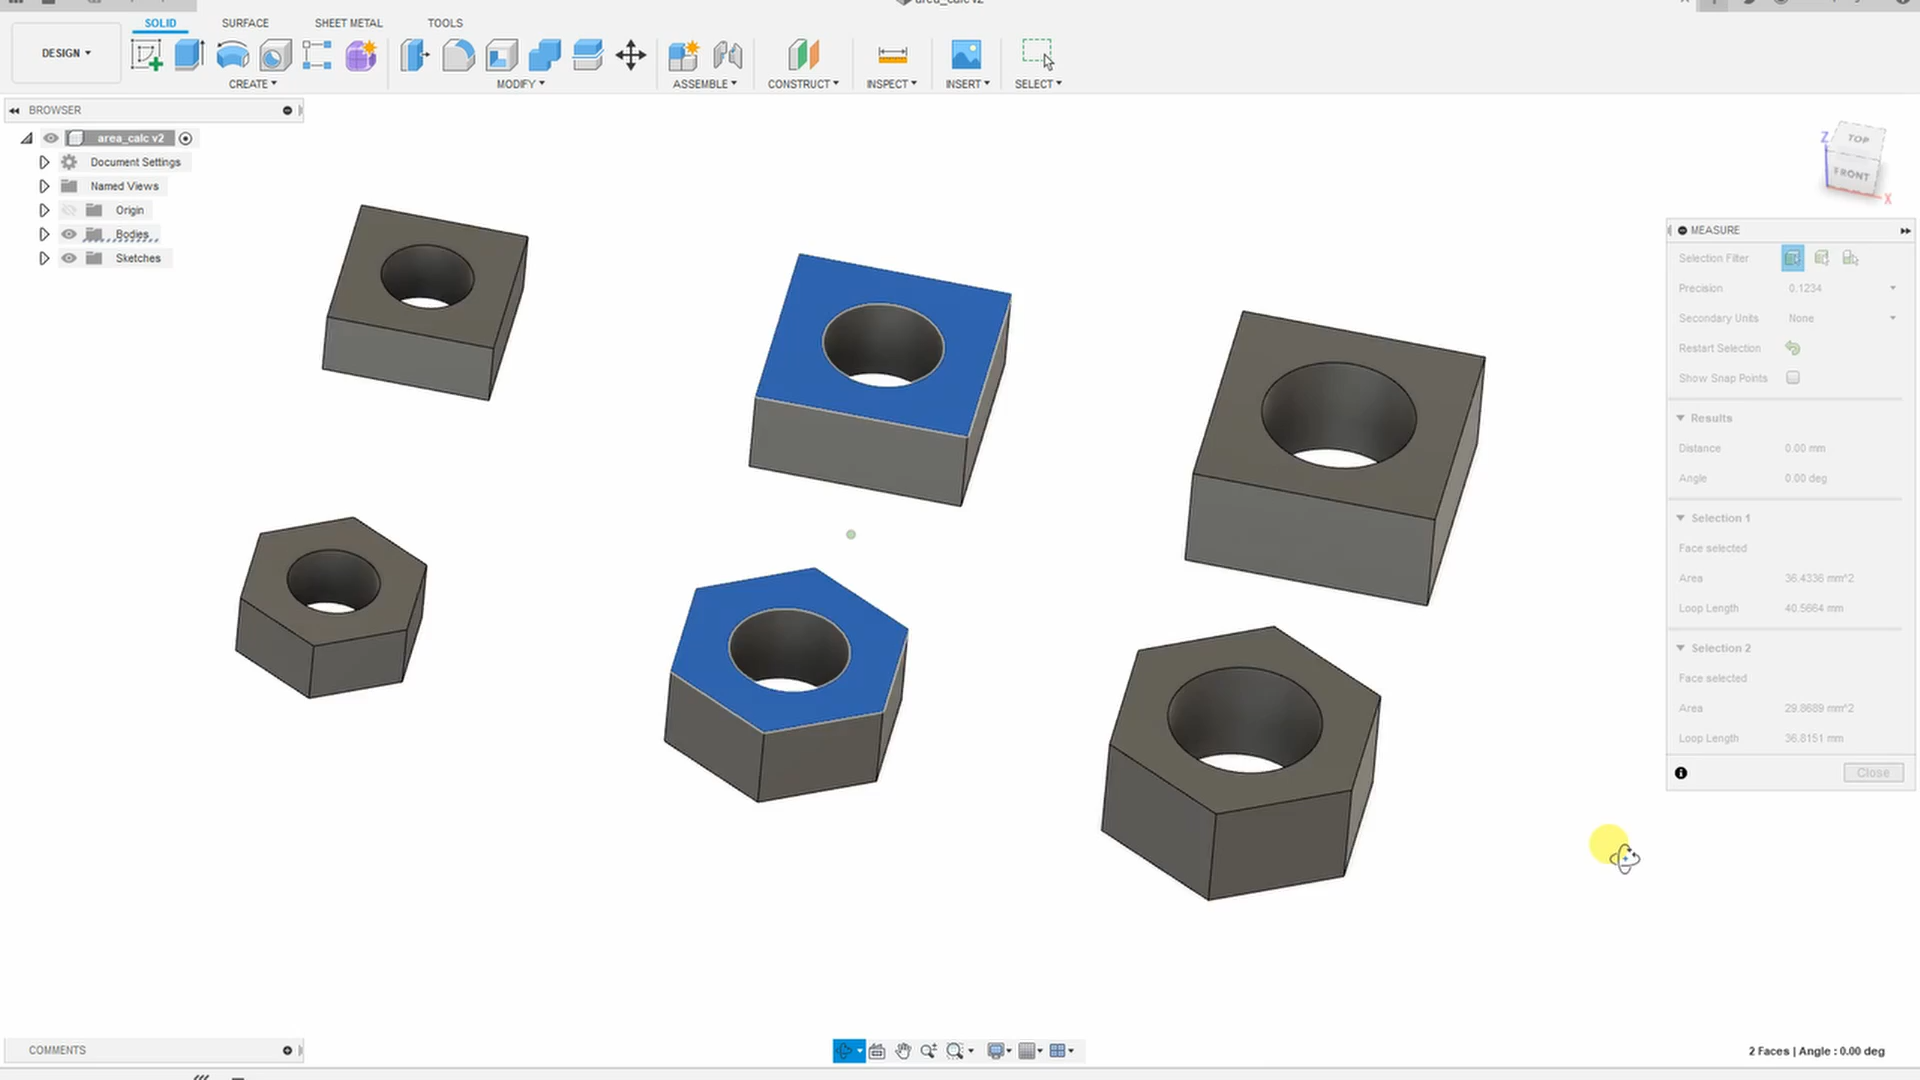 area_calc v2
SOLID SURFACE SHEET METAL TOOLS
DESIGN
CREATE MODIFY ASSEMBLE CONSTRUCT INSPECT INSERT SELECT
BROWSER
area_calc v2
Document Settings
Named Views
Origin
Bodies
Sketches
TOP
FRONT
Z
X
MEASURE
Selection Filter
Precision 0.1234
Secondary Units None
Restart Selection
Show Snap Points
Results
Distance 0.00 mm
Angle 0.00 deg
Selection 1
Face selected
Area 36.4336 mm^2
Loop Length 40.5664 mm
Selection 2
Face selected
Area 29.8689 mm^2
Loop Length 36.8151 mm
Close
COMMENTS
2 Faces | Angle : 0.00 deg